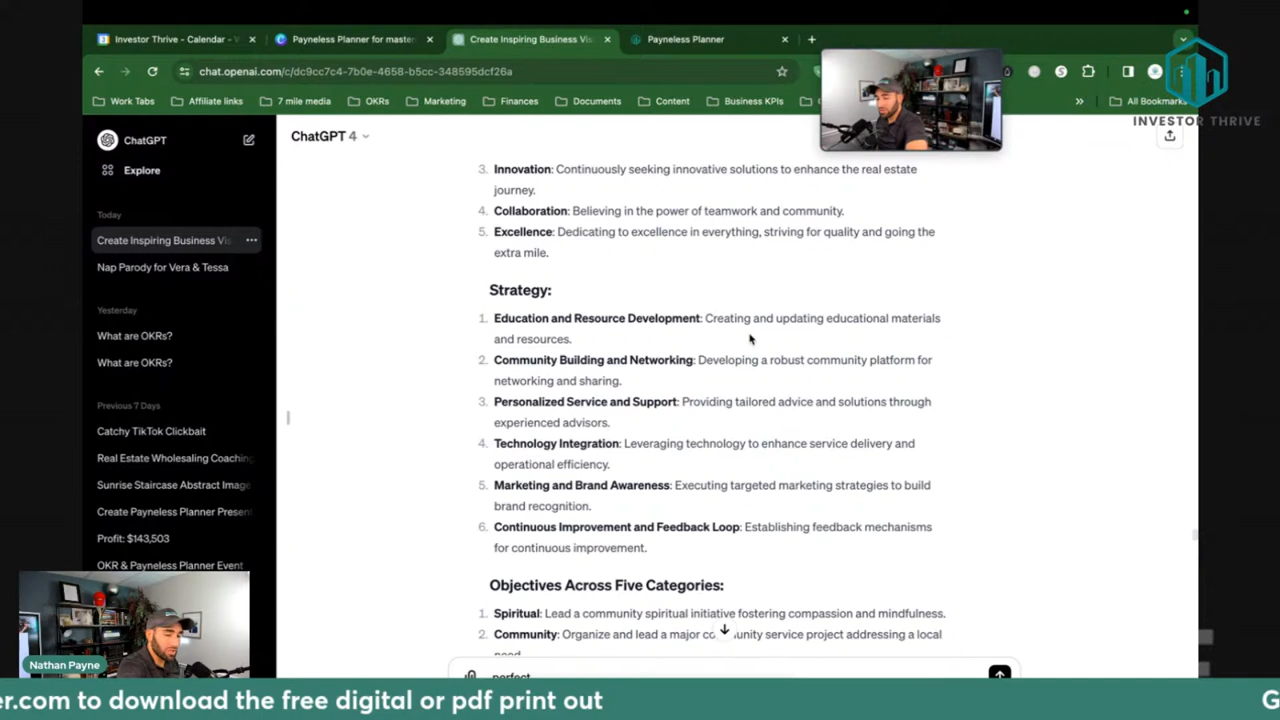 Investor Thrive - Calendar -
Payneless Planner for maste
Create Inspiring Business Vis
Payneless Planner
chat.openai.com/c/dc9cc7c4-7b0e-4658-b5cc-348595dcf26a
Work Tabs
Affiliate links
7 mile media
OKRs
Marketing
Finances
Documents
Content
Business KPIs
All Bookmarks
INVESTOR THRIVE
ChatGPT
Explore
Today
Create Inspiring Business Vi
Nap Parody for Vera & Tessa
Yesterday
What are OKRs?
What are OKRs?
Previous 7 Days
Catchy TikTok Clickbait
Real Estate Wholesaling Coaching
Sunrise Staircase Abstract Image
Create Payneless Planner Present
Profit: $143,503
OKR & Payneless Planner Event
ChatGPT 4
3. Innovation: Continuously seeking innovative solutions to enhance the real estate
journey.
4. Collaboration: Believing in the power of teamwork and community.
5. Excellence: Dedicating to excellence in everything, striving for quality and going the
extra mile.
Strategy:
1. Education and Resource Development: Creating and updating educational materials
and resources.
2. Community Building and Networking: Developing a robust community platform for
networking and sharing.
3. Personalized Service and Support: Providing tailored advice and solutions through
experienced advisors.
4. Technology Integration: Leveraging technology to enhance service delivery and
operational efficiency.
5. Marketing and Brand Awareness: Executing targeted marketing strategies to build
brand recognition.
6. Continuous Improvement and Feedback Loop: Establishing feedback mechanisms
for continuous improvement.
Objectives Across Five Categories:
1. Spiritual: Lead a community spiritual initiative fostering compassion and mindfulness.
2. Community: Organize and lead a major community service project addressing a local
need
perfect
Nathan Payne
er.com to download the free digital or pdf print out
G